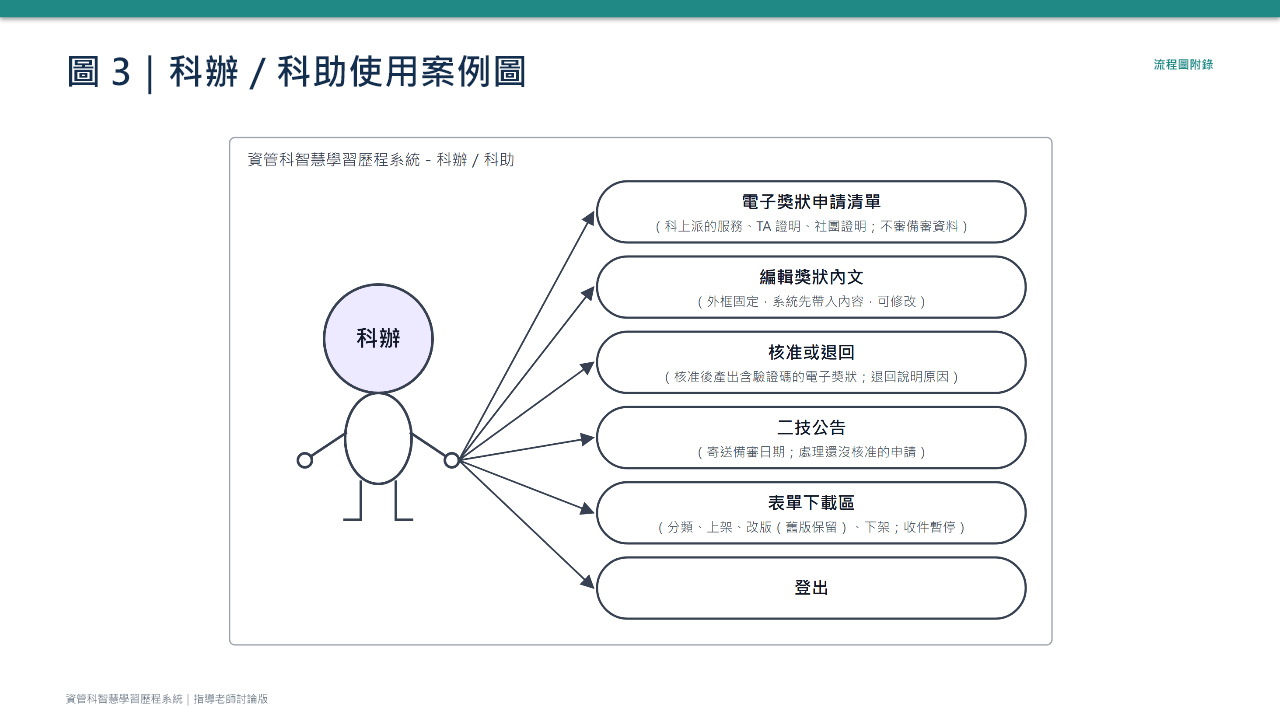 圖 3｜科辦 / 科助使用案例圖
流程圖附錄
資管科智慧學習歷程系統 - 科辦 / 科助
電子獎狀申請清單
（科上派的服務、TA 證明、社團證明；不審備審資料）
編輯獎狀內文
（外框固定．系統先帶入內容．可修改）
核准或退回
（核准後產出含驗證碼的電子獎狀；退回說明原因）
科辦
二技公告
（寄送備審日期；處理還沒核准的申請）
表單下載區
（分類、上架、改版（舊版保留）、下架；收件暫停）
登出
資管科智慧學習歷程系統｜指導老師討論版